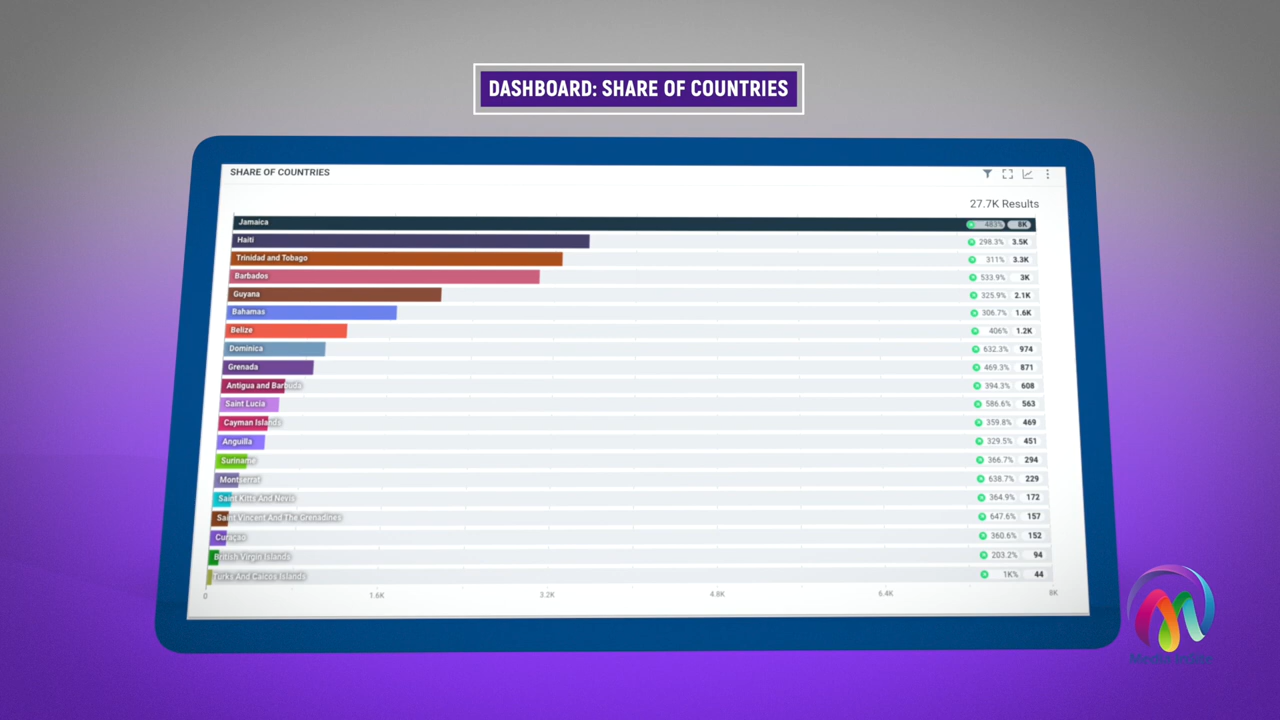 DASHBOARD: SHARE OF COUNTRIES
SHARE OF COUNTRIES
27.7K Results
Jamaica 483% 8K
Haiti 298.3% 3.5K
Trinidad and Tobago 311% 3.3K
Barbados 533.9% 3K
Guyana 325.9% 2.1K
Bahamas 306.7% 1.6K
Belize 406% 1.2K
Dominica 632.3% 974
Grenada 469.3% 871
Antigua and Barbuda 394.3% 608
Saint Lucia 586.6% 563
Cayman Islands 359.8% 469
Anguilla 329.5% 451
Suriname 366.7% 294
Montserrat 638.7% 229
Saint Kitts And Nevis 364.9% 172
Saint Vincent And The Grenadines 647.6% 157
Curaçao 360.6% 152
British Virgin Islands 203.2% 94
Turks And Caicos Islands 1K% 44
0 1.6K 3.2K 4.8K 6.4K 8K